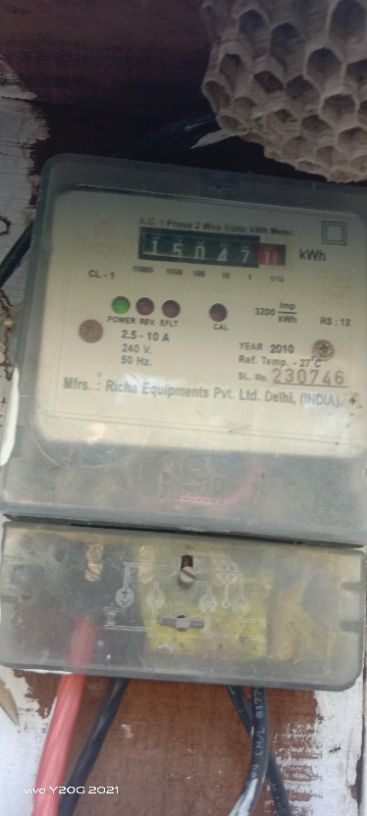 A.C. 1 Phase 2 Wire Static kWh Meter.
15047 1 kWh
CL - 1 10000 1000 100 10 1 1/10
POWER REV. EFLT CAL 3200 imp/kWh RS : 12
2.5 - 10 A
240 V.
50 Hz.
YEAR 2010
Ref. Temp. - 27°C
SL. No. 230746
Mfrs. : Richa Equipments Pvt. Ltd. Delhi, (INDIA)
vivo Y20G 2021